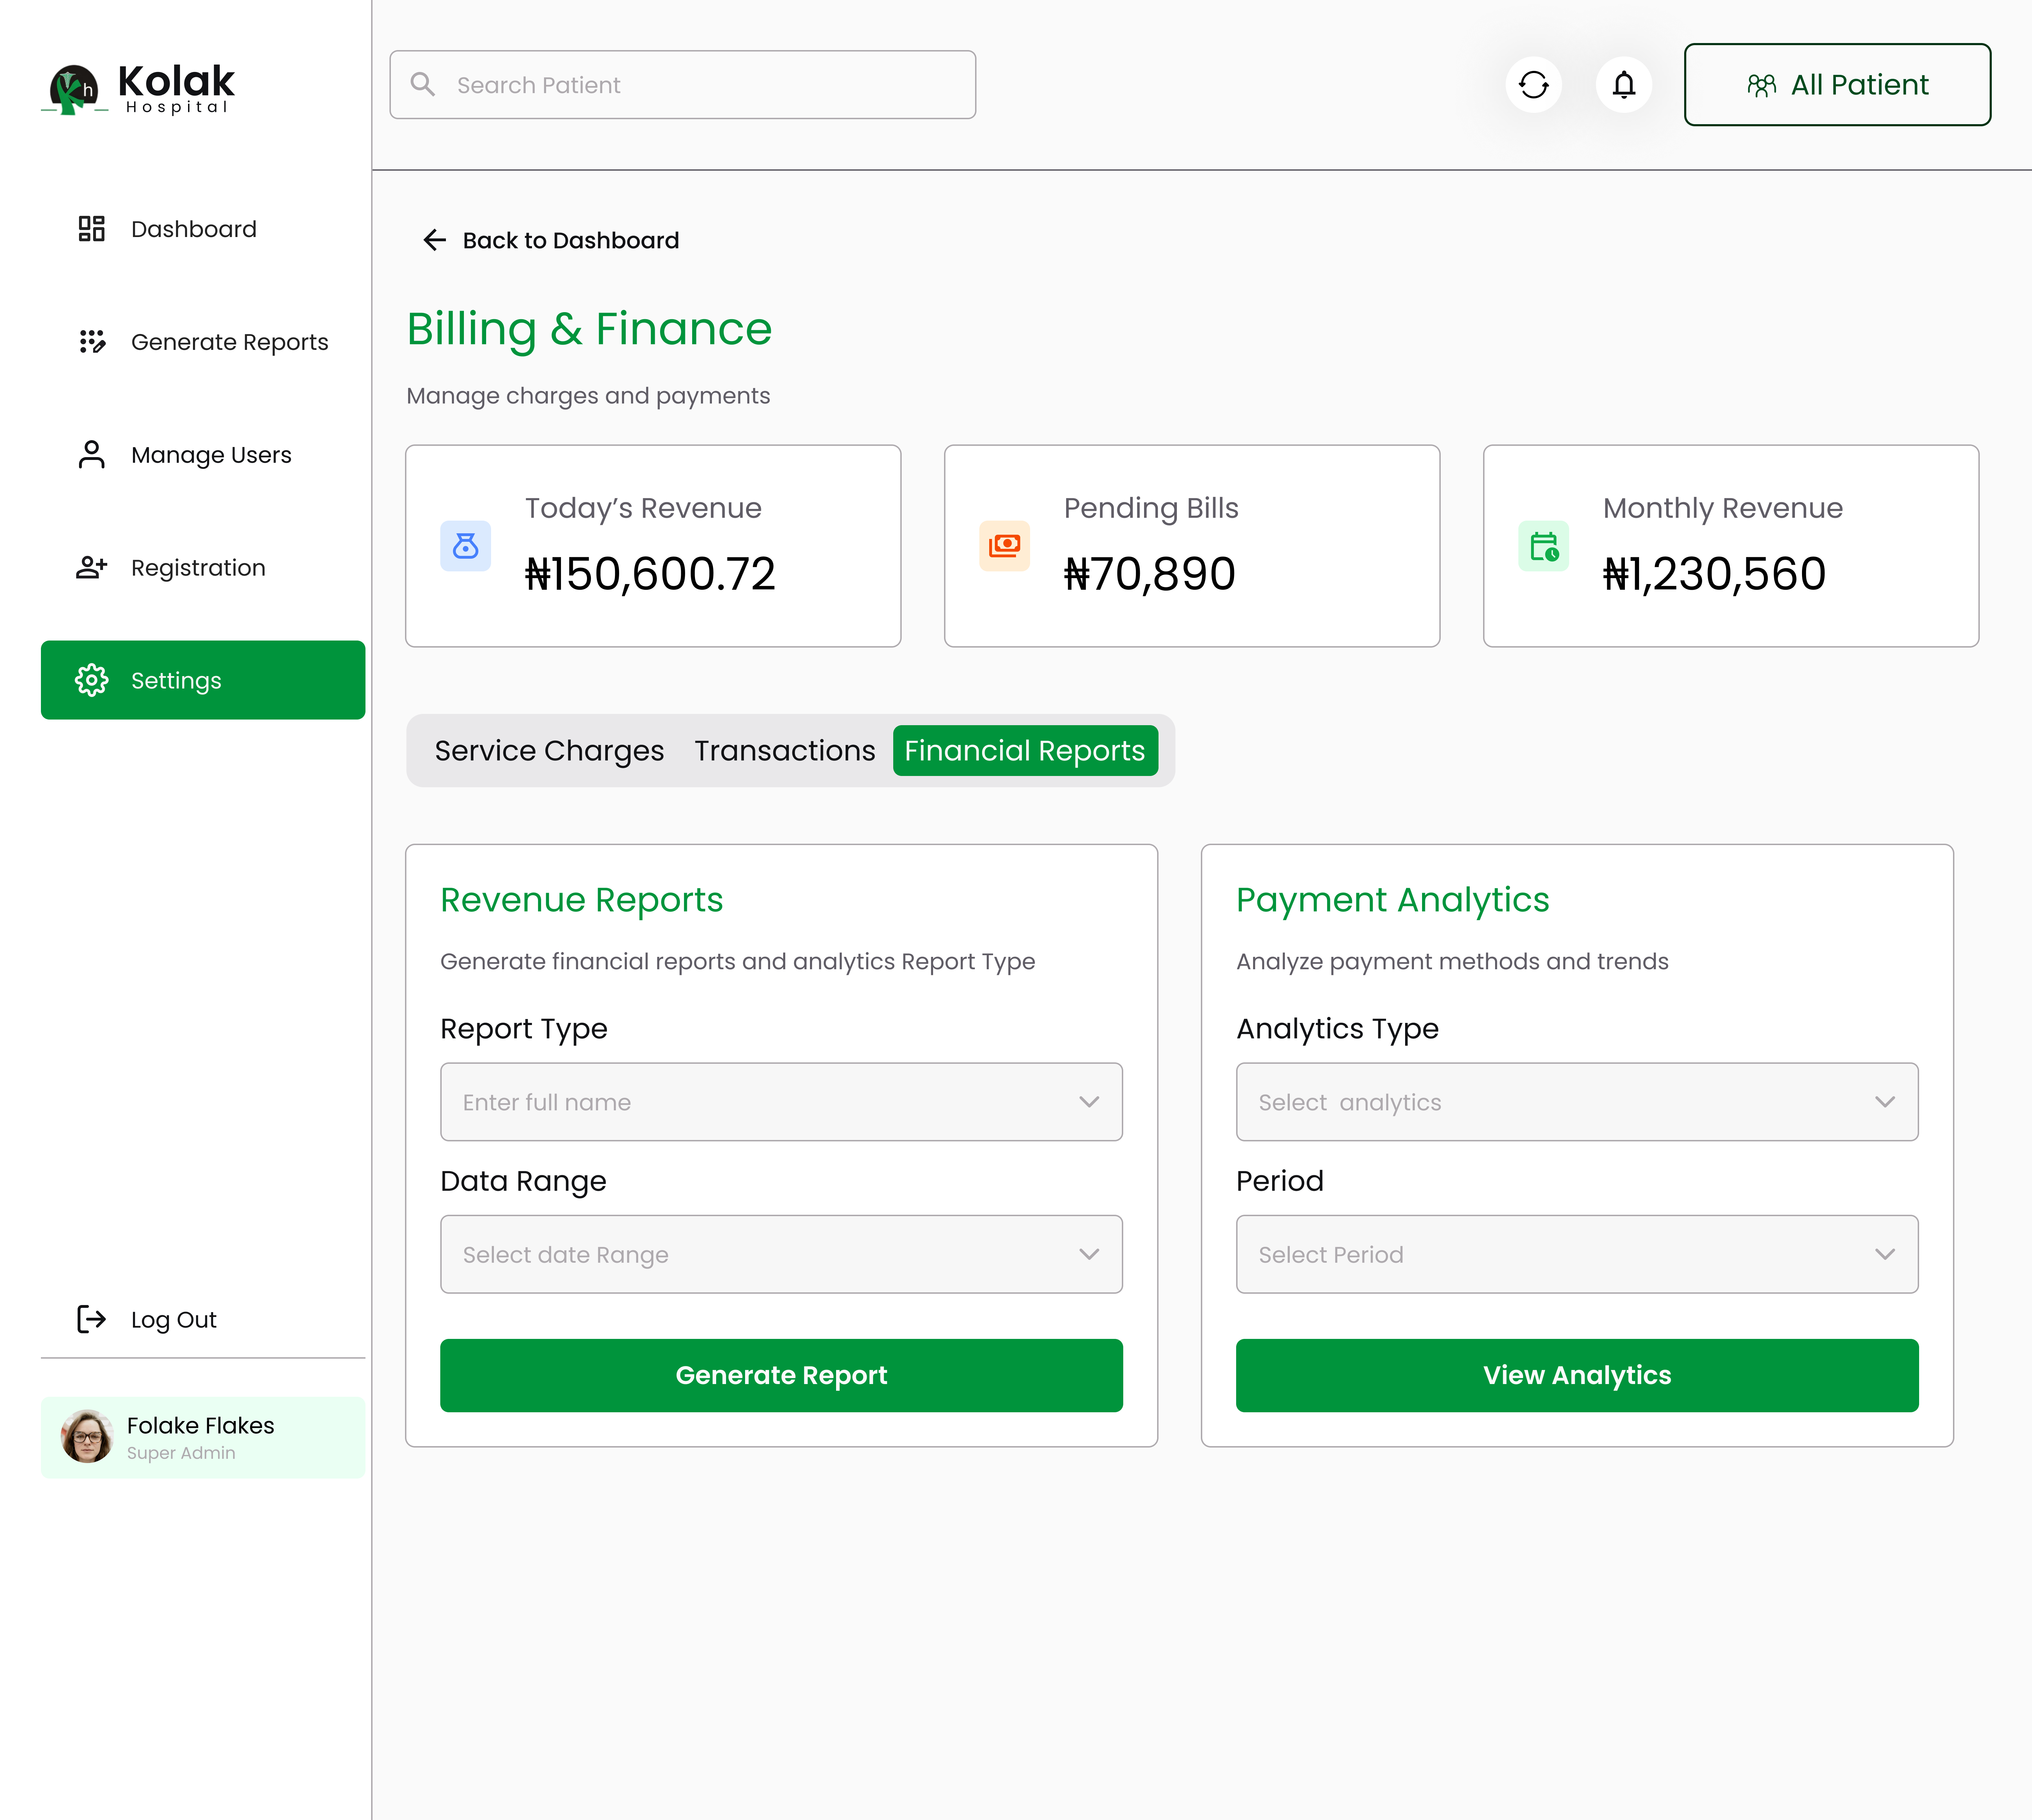 Kh
Kolak
Hospital
Search Patient
All Patient
Dashboard
Generate Reports
Manage Users
Registration
Settings
Log Out
Folake Flakes
Super Admin
Back to Dashboard
Billing & Finance
Manage charges and payments
Today’s Revenue
₦150,600.72
Pending Bills
₦70,890
Monthly Revenue
₦1,230,560
Service Charges
Transactions
Financial Reports
Revenue Reports
Generate financial reports and analytics Report Type
Report Type
Enter full name
Data Range
Select date Range
Generate Report
Payment Analytics
Analyze payment methods and trends
Analytics Type
Select  analytics
Period
Select Period
View Analytics